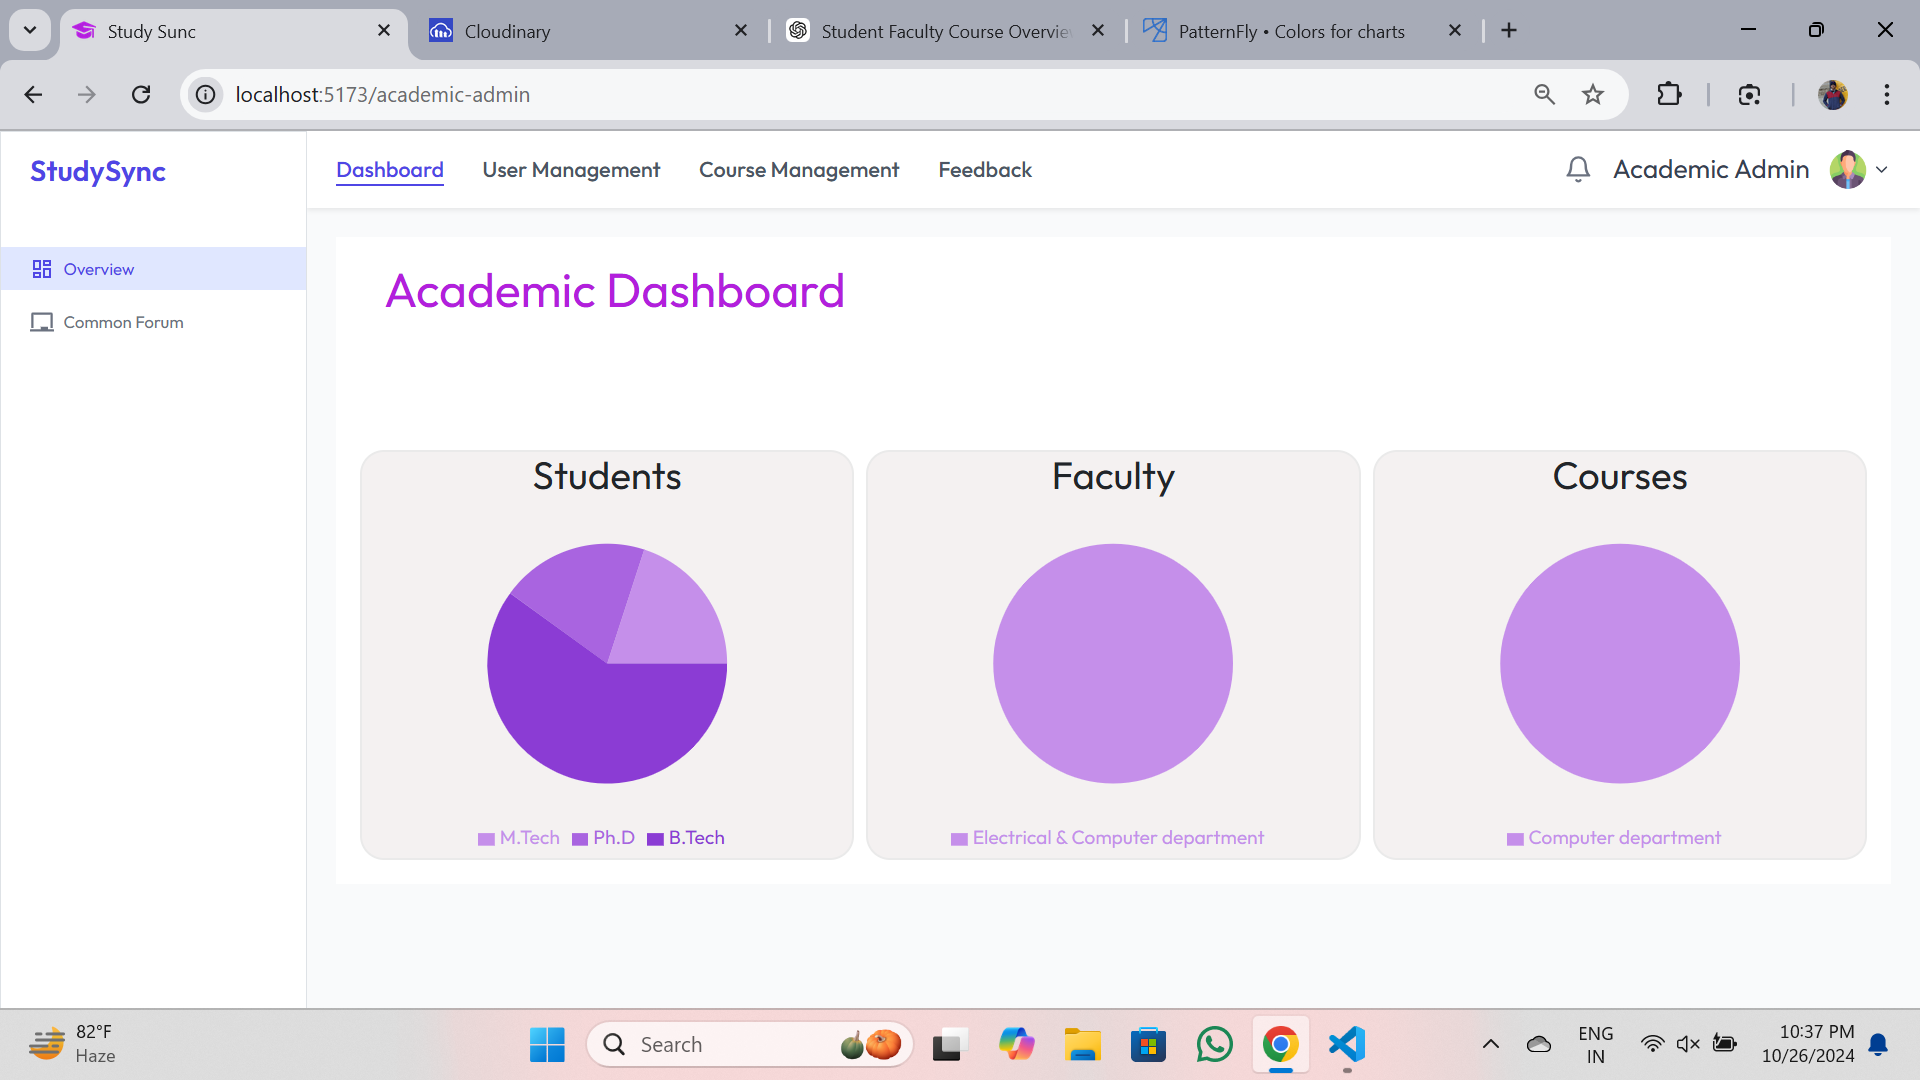 Study Sunc
Cloudinary
Student Faculty Course Overview
PatternFly • Colors for charts
localhost:5173/academic-admin
StudySync
Dashboard
User Management
Course Management
Feedback
Academic Admin
Overview
Common Forum
Academic Dashboard
Students
Faculty
Courses
M.Tech Ph.D B.Tech
Electrical & Computer department
Computer department
82°F
Haze
Search
ENG
IN
10:37 PM
10/26/2024